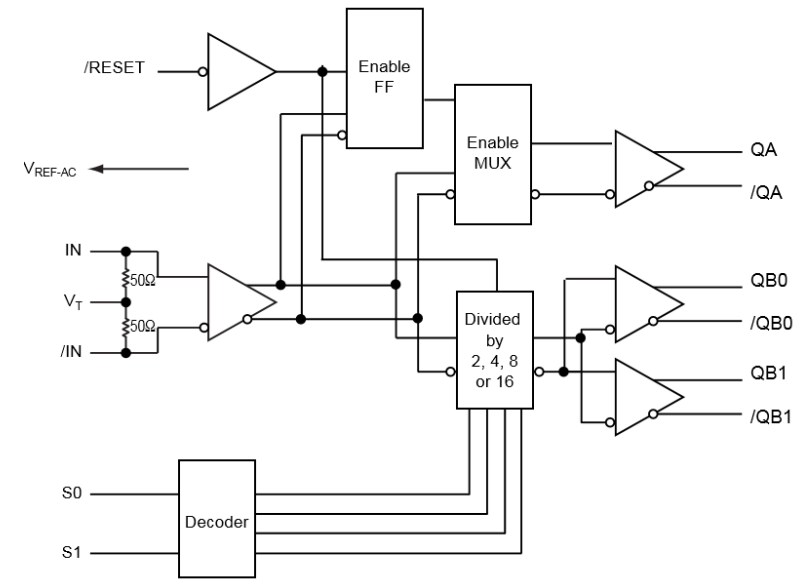 /RESET
Enable
FF
Enable
MUX
QA
/QA
VREF-AC
IN
50Ω
VT
50Ω
/IN
Divided
by
2, 4, 8
or 16
QB0
/QB0
QB1
/QB1
S0
Decoder
S1